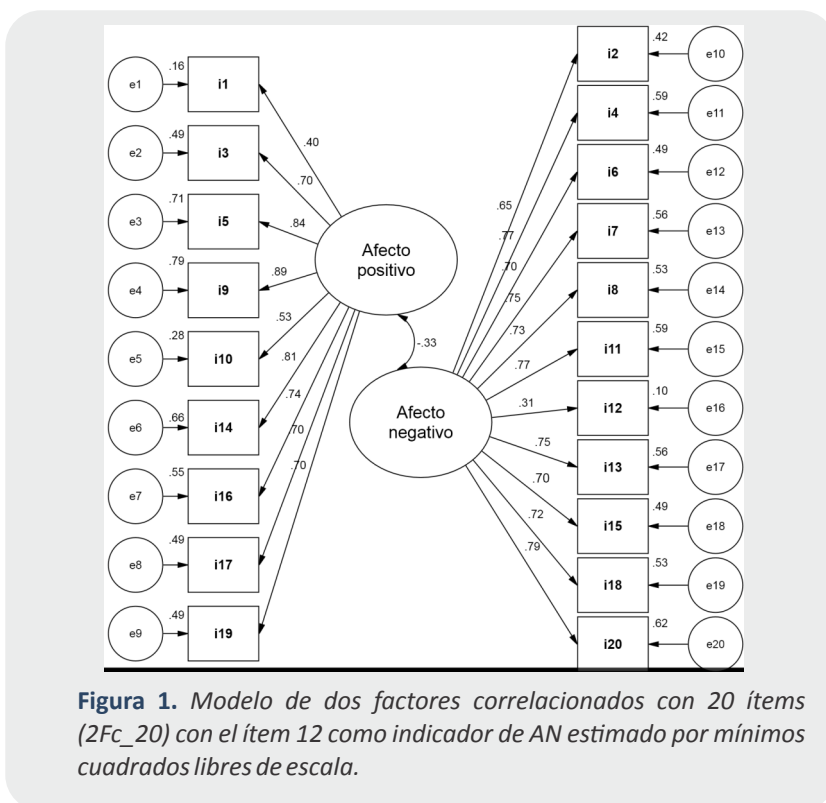 .16
e1
i1
.49
e2
i3
.71
e3
i5
.79
e4
i9
.28
e5
i10
.66
e6
i14
.55
e7
i16
.49
e8
i17
.49
e9
i19
.40
.70
.84
.89
.53
.81
.74
.70
.70
Afecto
positivo
-.33
Afecto
negativo
.65
.77
.70
.75
.73
.77
.31
.75
.70
.72
.79
i2
.42
e10
i4
.59
e11
i6
.49
e12
i7
.56
e13
i8
.53
e14
i11
.59
e15
i12
.10
e16
i13
.56
e17
i15
.49
e18
i18
.53
e19
i20
.62
e20
Figura 1. Modelo de dos factores correlacionados con 20 ítems
(2Fc_20) con el ítem 12 como indicador de AN estimado por mínimos
cuadrados libres de escala.